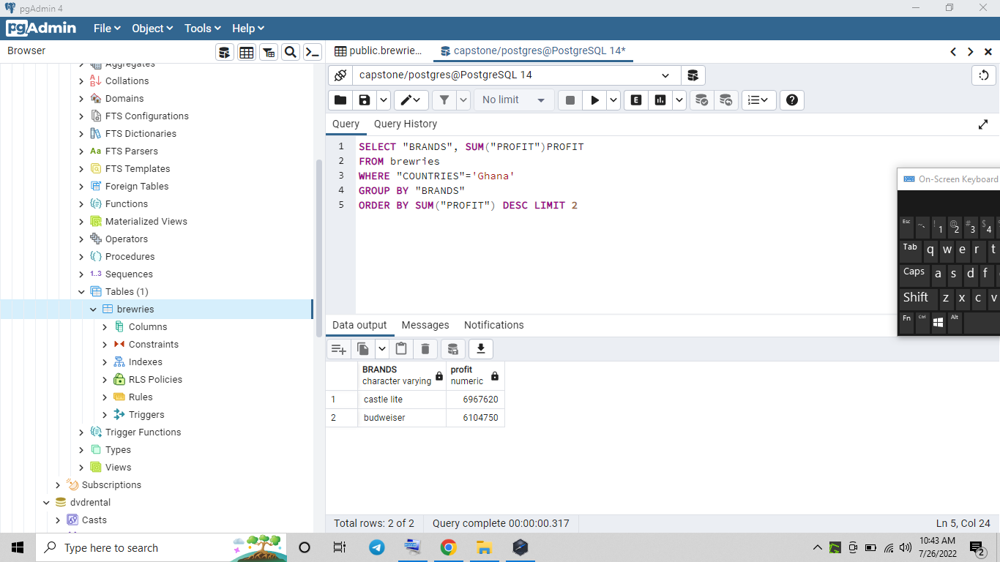 pgAdmin 4
pgAdmin File Object Tools Help
Browser
public.brewrie... capstone/postgres@PostgreSQL 14*
capstone/postgres@PostgreSQL 14
No limit
E
Query Query History
1 SELECT "BRANDS", SUM("PROFIT")PROFIT
2 FROM brewries
3 WHERE "COUNTRIES"='Ghana'
4 GROUP BY "BRANDS"
5 ORDER BY SUM("PROFIT") DESC LIMIT 2
Aggregates
Collations
Domains
FTS Configurations
FTS Dictionaries
Aa FTS Parsers
FTS Templates
Foreign Tables
Functions
Materialized Views
Operators
Procedures
1..3 Sequences
Tables (1)
brewries
Columns
Constraints
Indexes
RLS Policies
Rules
Triggers
Trigger Functions
Types
Views
Subscriptions
dvdrental
Casts
On-Screen Keyboard
Esc ~ ` ! 1 @ 2 # 3 $ 4
Tab q w e r t
Caps a s d f
Shift z x c v
Fn Ctrl Alt
Data output Messages Notifications
BRANDS profit
character varying numeric
1 castle lite 6967620
2 budweiser 6104750
Total rows: 2 of 2 Query complete 00:00:00.317 Ln 5, Col 24
Type here to search
10:43 AM
7/26/2022
2